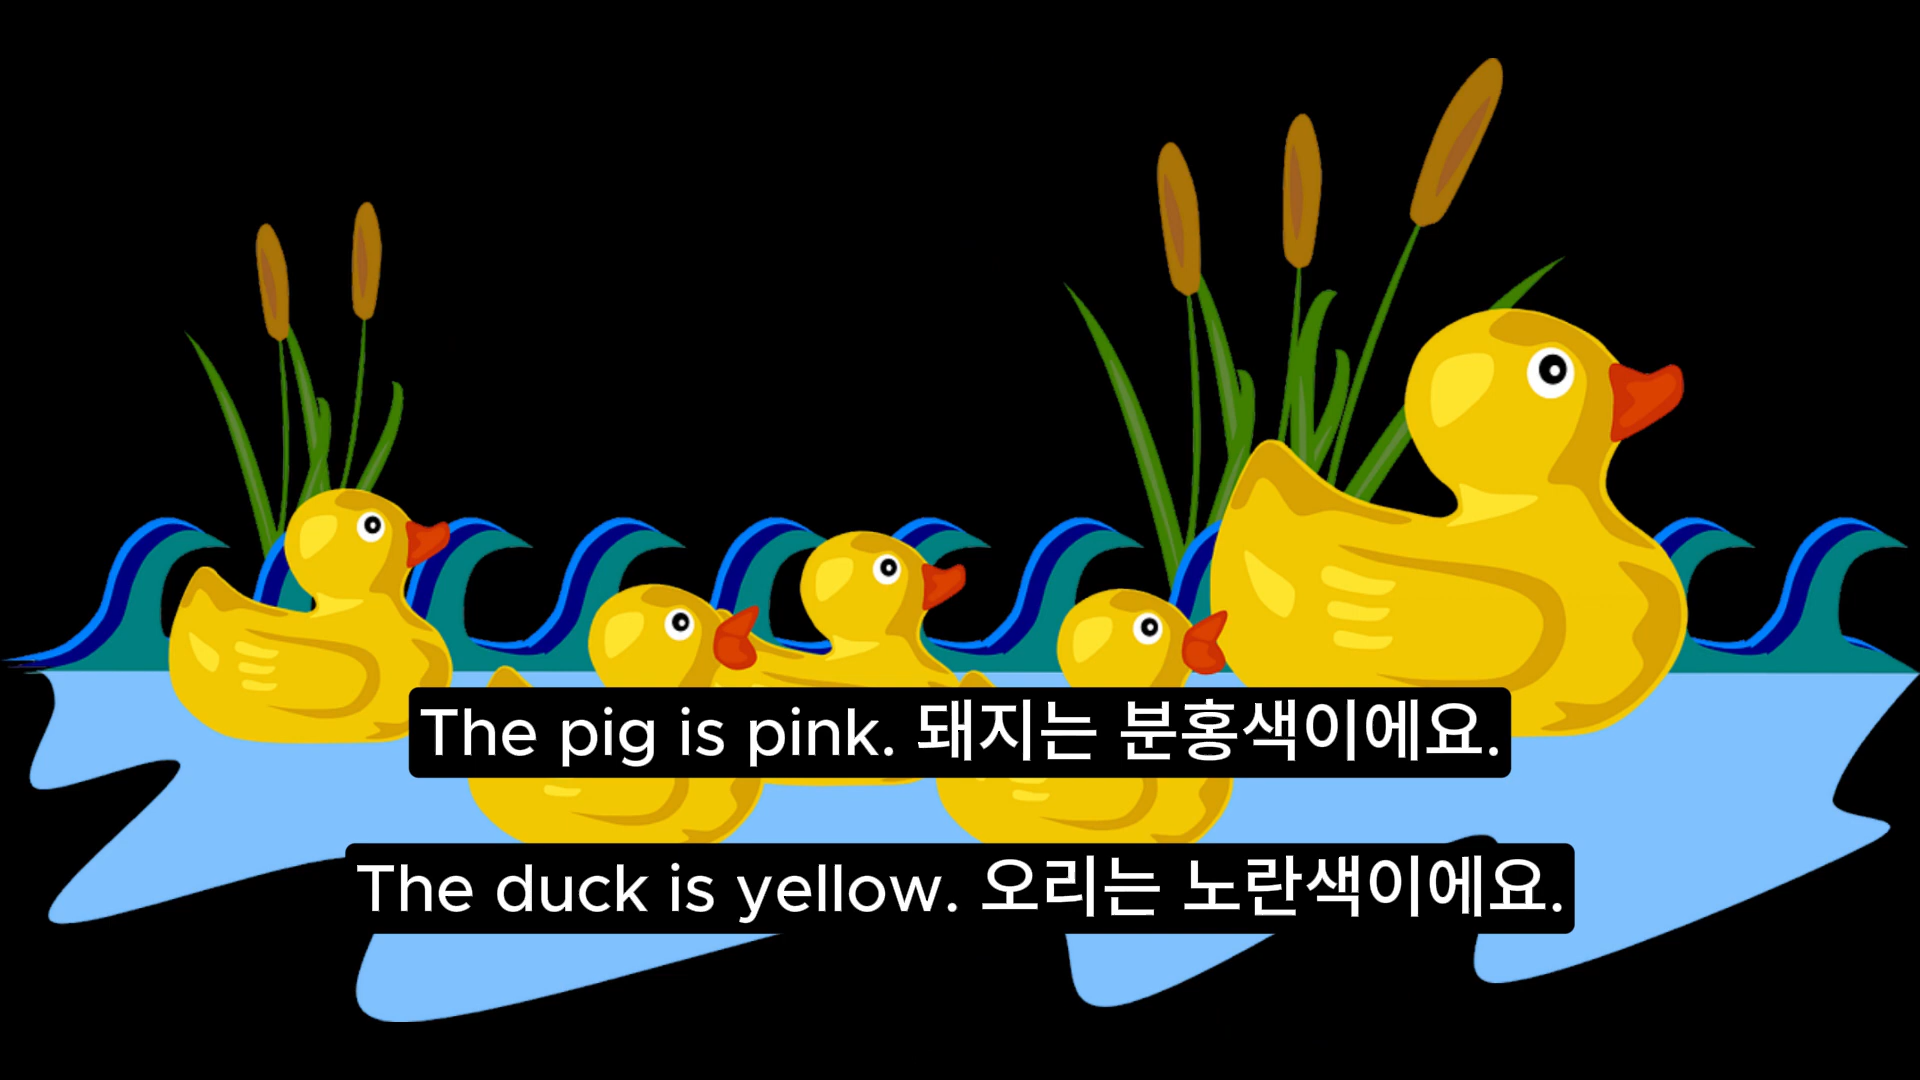 The pig is pink. 돼지는 분홍색이에요.
The duck is yellow. 오리는 노란색이에요.